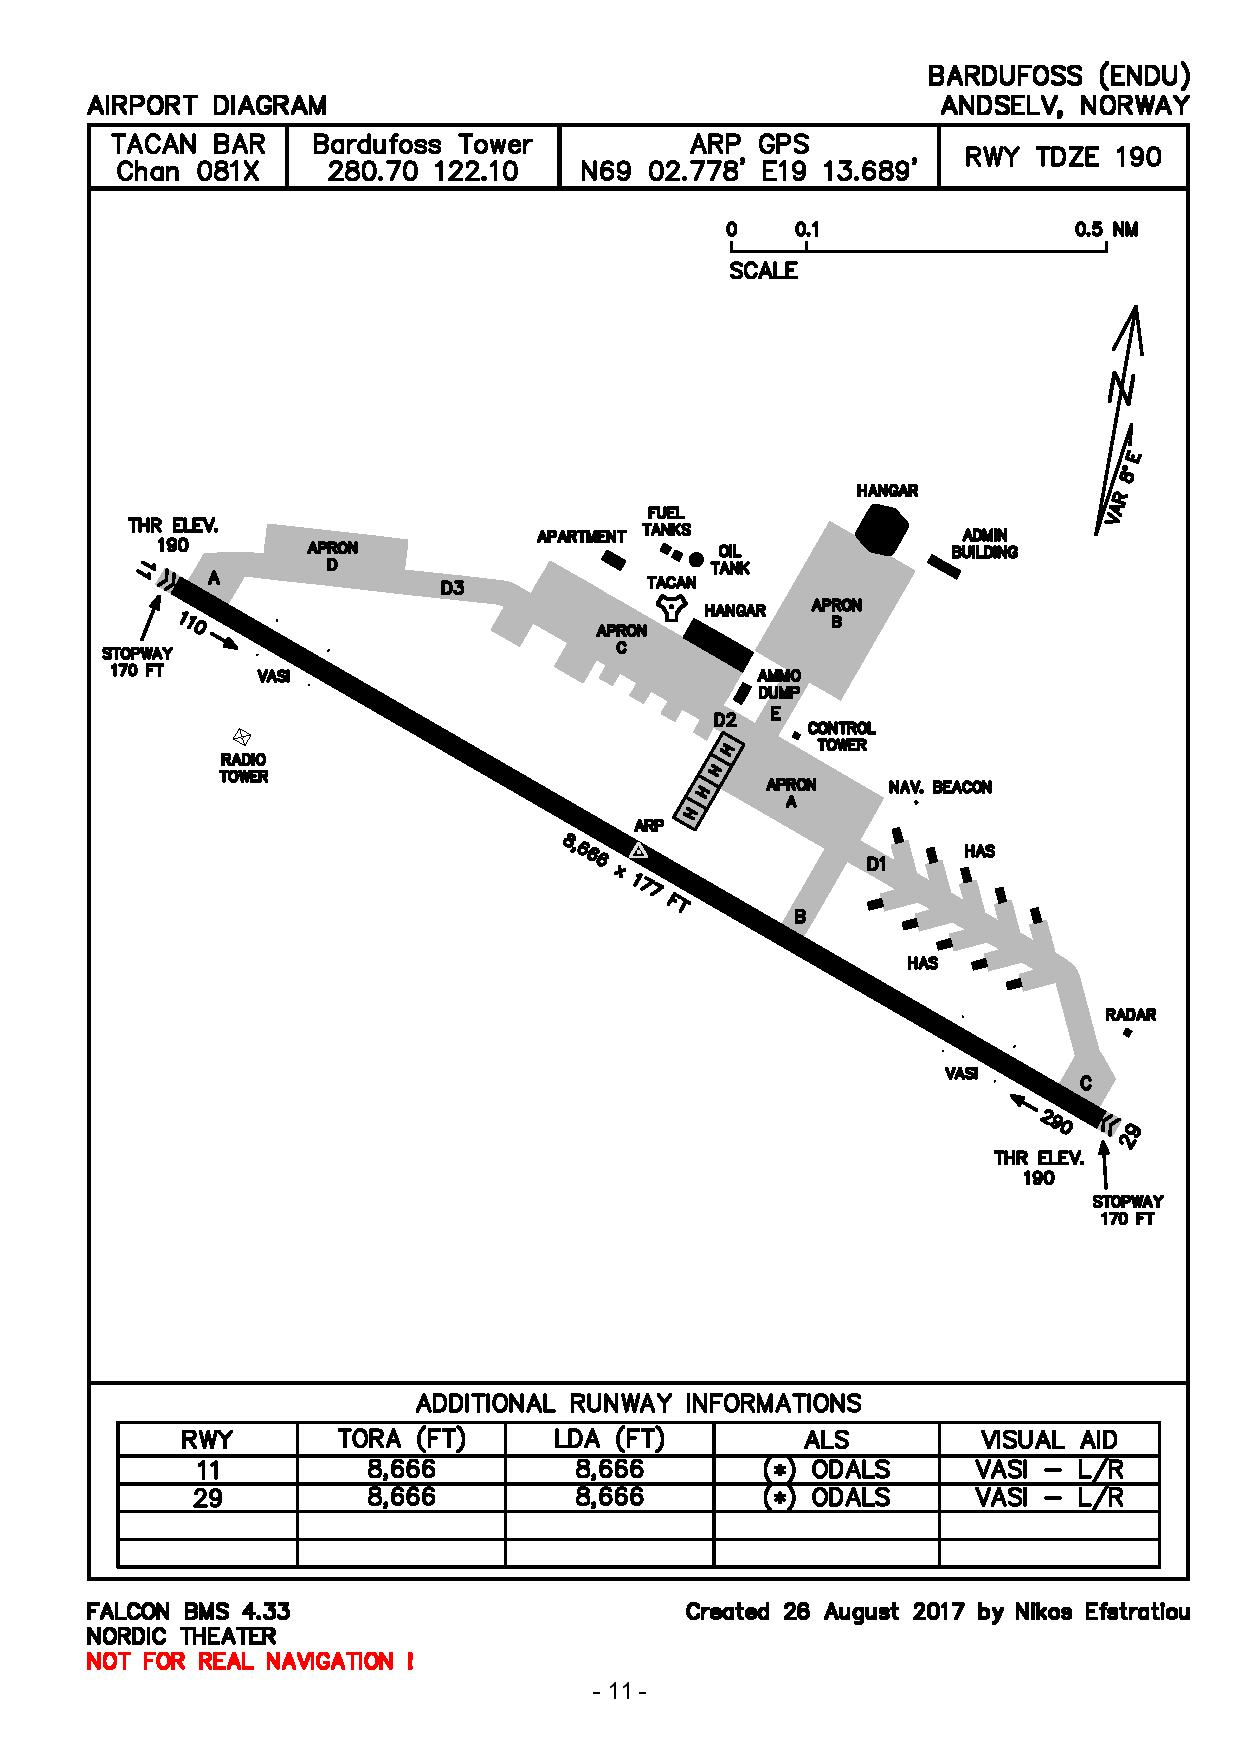 BARDUFOSS (ENDU)
AIRPORT DIAGRAM
ANDSELV, NORWAY
TACAN BAR
Chan 081X
Bardufoss Tower
280.70 122.10
ARP GPS
N69 02.778' E19 13.689'
RWY TDZE 190
0 0.1 0.5 NM
SCALE
N
VAR 8°E
HANGAR
FUEL
TANKS
THR ELEV.
190
APARTMENT
ADMIN
BUILDING
APRON
D
OIL
TANK
11
A
D3
TACAN
HANGAR
APRON
B
110
APRON
C
STOPWAY
170 FT
VASI
AMMO
DUMP
E
D2
CONTROL
TOWER
H
H
H
H
RADIO
TOWER
APRON
A
NAV. BEACON
ARP
8,666 x 177 FT
HAS
D1
B
HAS
RADAR
VASI
C
290
29
THR ELEV.
190
STOPWAY
170 FT
ADDITIONAL RUNWAY INFORMATIONS
RWY TORA (FT) LDA (FT) ALS VISUAL AID
11 8,666 8,666 (*) ODALS VASI - L/R
29 8,666 8,666 (*) ODALS VASI - L/R
FALCON BMS 4.33
Created 26 August 2017 by Nikos Efstratiou
NORDIC THEATER
NOT FOR REAL NAVIGATION !
- 11 -